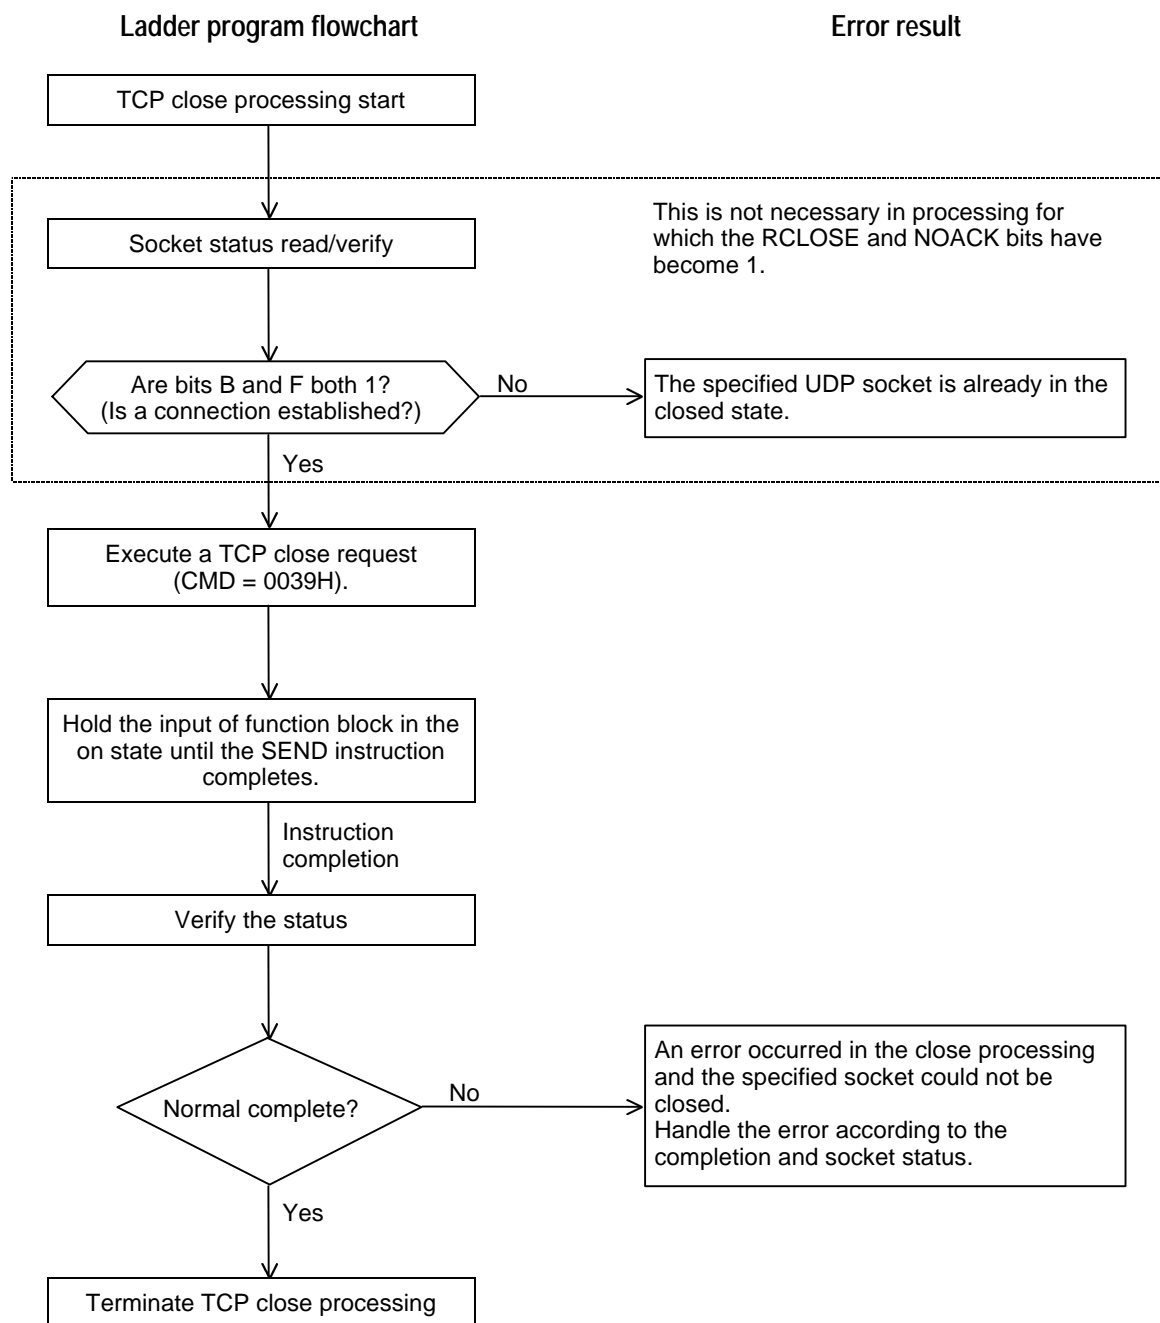 Ladder program flowchart
Error result
TCP close processing start
Socket status read/verify
This is not necessary in processing for
which the RCLOSE and NOACK bits have
become 1.
Are bits B and F both 1?
(Is a connection established?)
No
The specified UDP socket is already in the
closed state.
Yes
Execute a TCP close request
(CMD = 0039H).
Hold the input of function block in the
on state until the SEND instruction
completes.
Instruction
completion
Verify the status
Normal complete?
No
An error occurred in the close processing
and the specified socket could not be
closed.
Handle the error according to the
completion and socket status.
Yes
Terminate TCP close processing